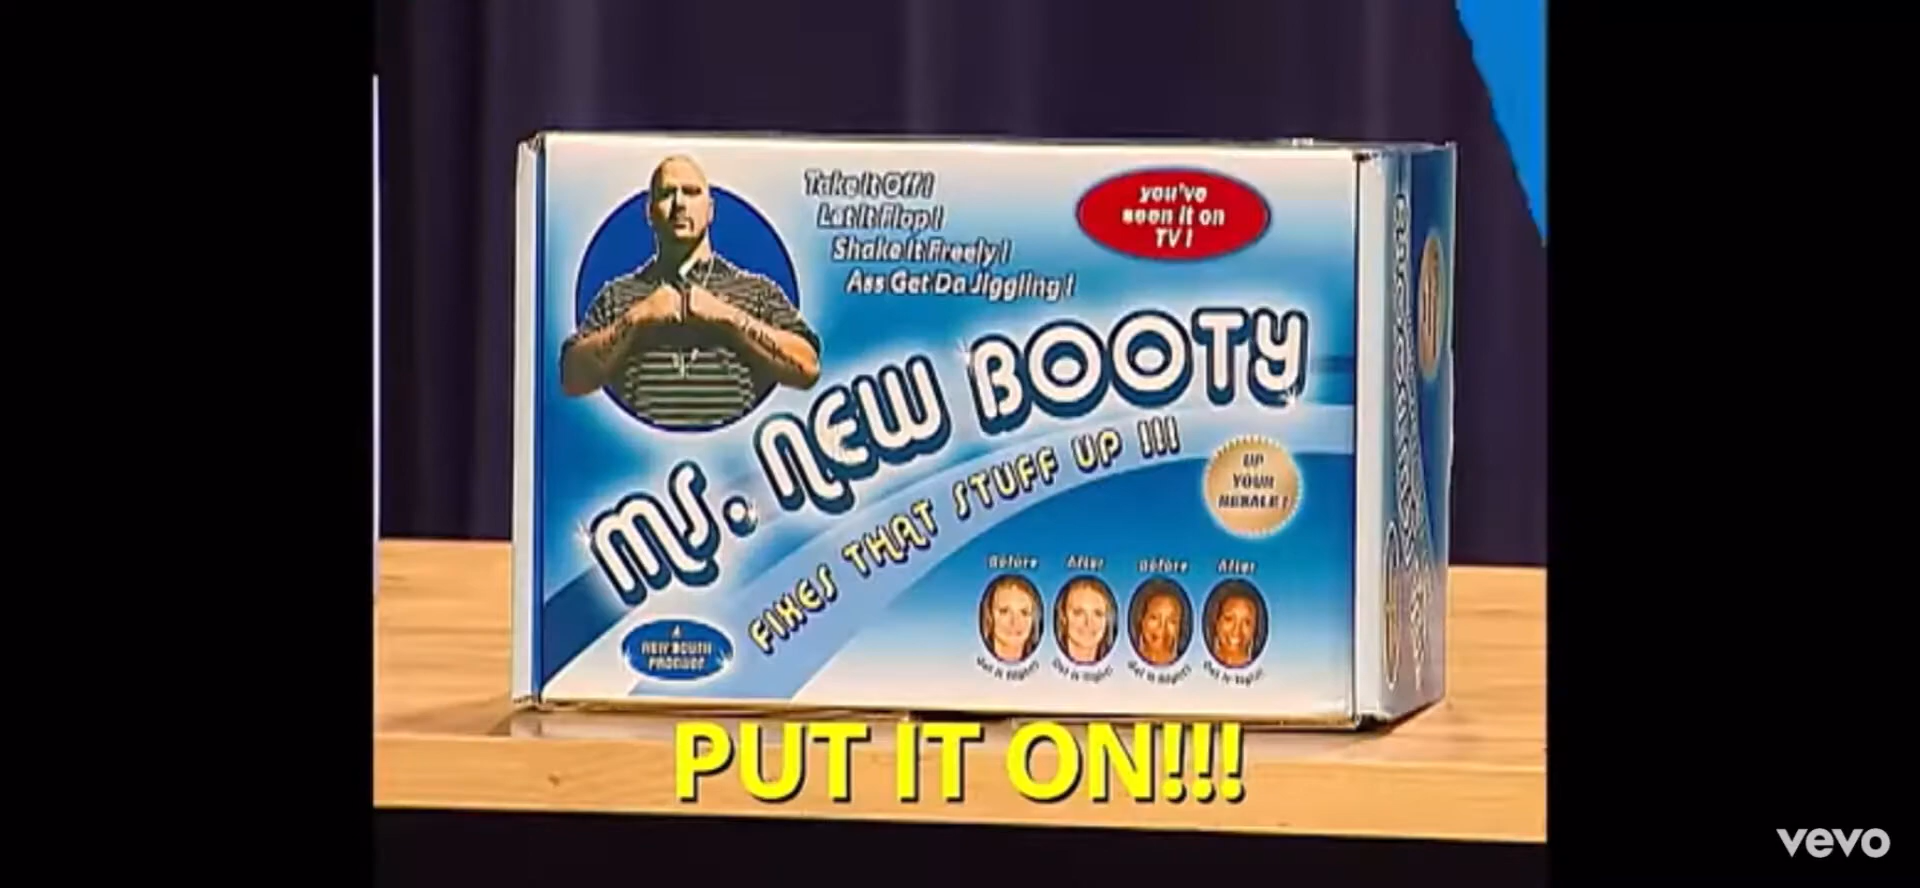 Take It Off!
Let It Flop!
Shake It Freely!
Ass Get Da Jiggling!
you've
seen it on
TV!
MS. NEW BOOTY
FIXES THAT STUFF UP !!!
UP
YOUR
A
NEW SOUTH
PRODUCT
Before
After
Before
After
PUT IT ON!!!
vevo